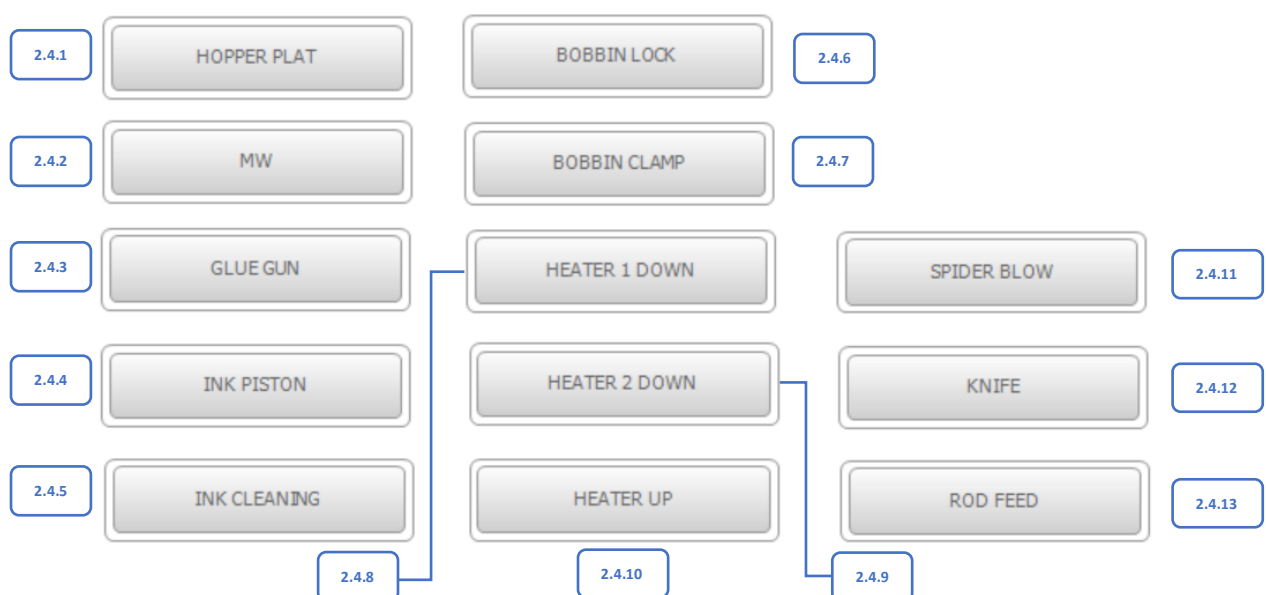 2.4.1
HOPPER PLAT
BOBBIN LOCK
2.4.6
2.4.2
MW
BOBBIN CLAMP
2.4.7
2.4.3
GLUE GUN
HEATER 1 DOWN
SPIDER BLOW
2.4.11
2.4.4
INK PISTON
HEATER 2 DOWN
KNIFE
2.4.12
2.4.5
INK CLEANING
HEATER UP
ROD FEED
2.4.13
2.4.8
2.4.10
2.4.9